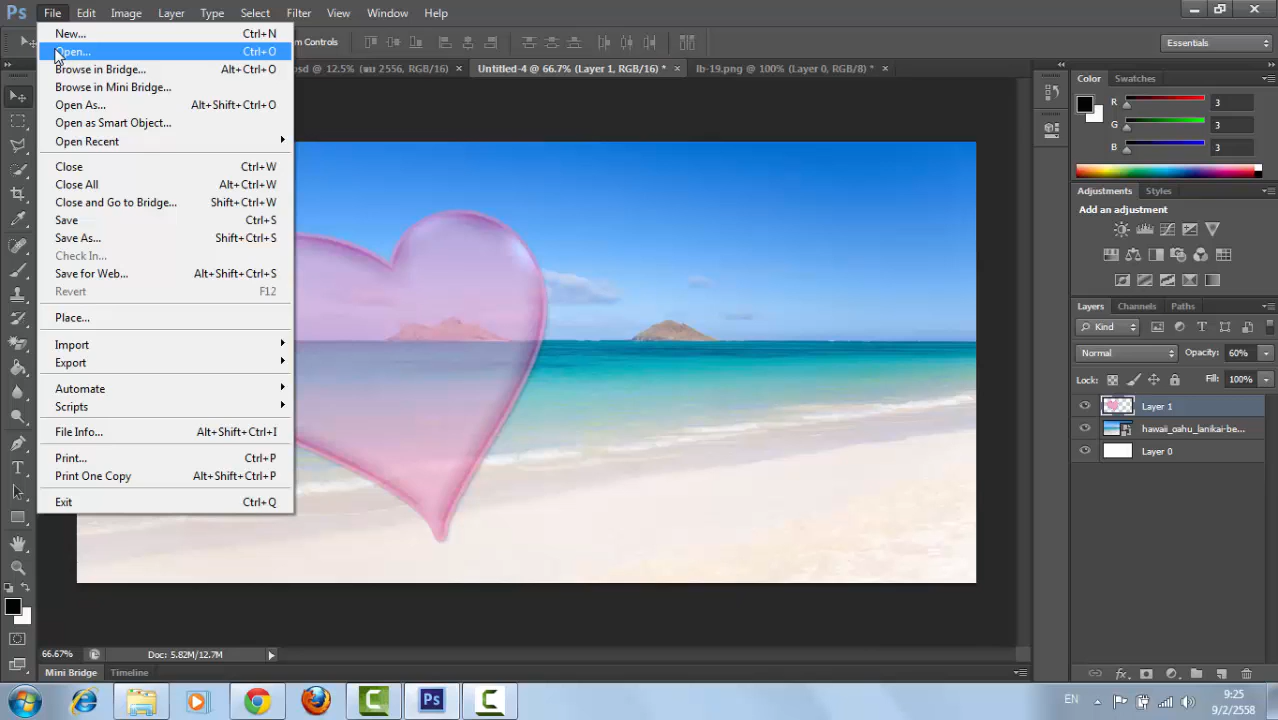 Ps File Edit Image Layer Type Select Filter View Window Help
m Controls Essentials
sd @ 12.5% (ឃរ 2556, RGB/16) × Untitled-4 @ 66.7% (Layer 1, RGB/16) * × lb-19.png @ 100% (Layer 0, RGB/8) * ×
New... Ctrl+N
Open... Ctrl+O
Browse in Bridge... Alt+Ctrl+O
Browse in Mini Bridge...
Open As... Alt+Shift+Ctrl+O
Open as Smart Object...
Open Recent
Close Ctrl+W
Close All Alt+Ctrl+W
Close and Go to Bridge... Shift+Ctrl+W
Save Ctrl+S
Save As... Shift+Ctrl+S
Check In...
Save for Web... Alt+Shift+Ctrl+S
Revert F12
Place...
Import
Export
Automate
Scripts
File Info... Alt+Shift+Ctrl+I
Print... Ctrl+P
Print One Copy Alt+Shift+Ctrl+P
Exit Ctrl+Q
Color Swatches
R 3
G 3
B 3
Adjustments Styles
Add an adjustment
Layers Channels Paths
Kind
Normal Opacity: 60%
Lock: Fill: 100%
Layer 1
hawaii_oahu_lanikai-be...
Layer 0
66.67% Doc: 5.82M/12.7M
Mini Bridge Timeline
EN 9:25
9/2/2558